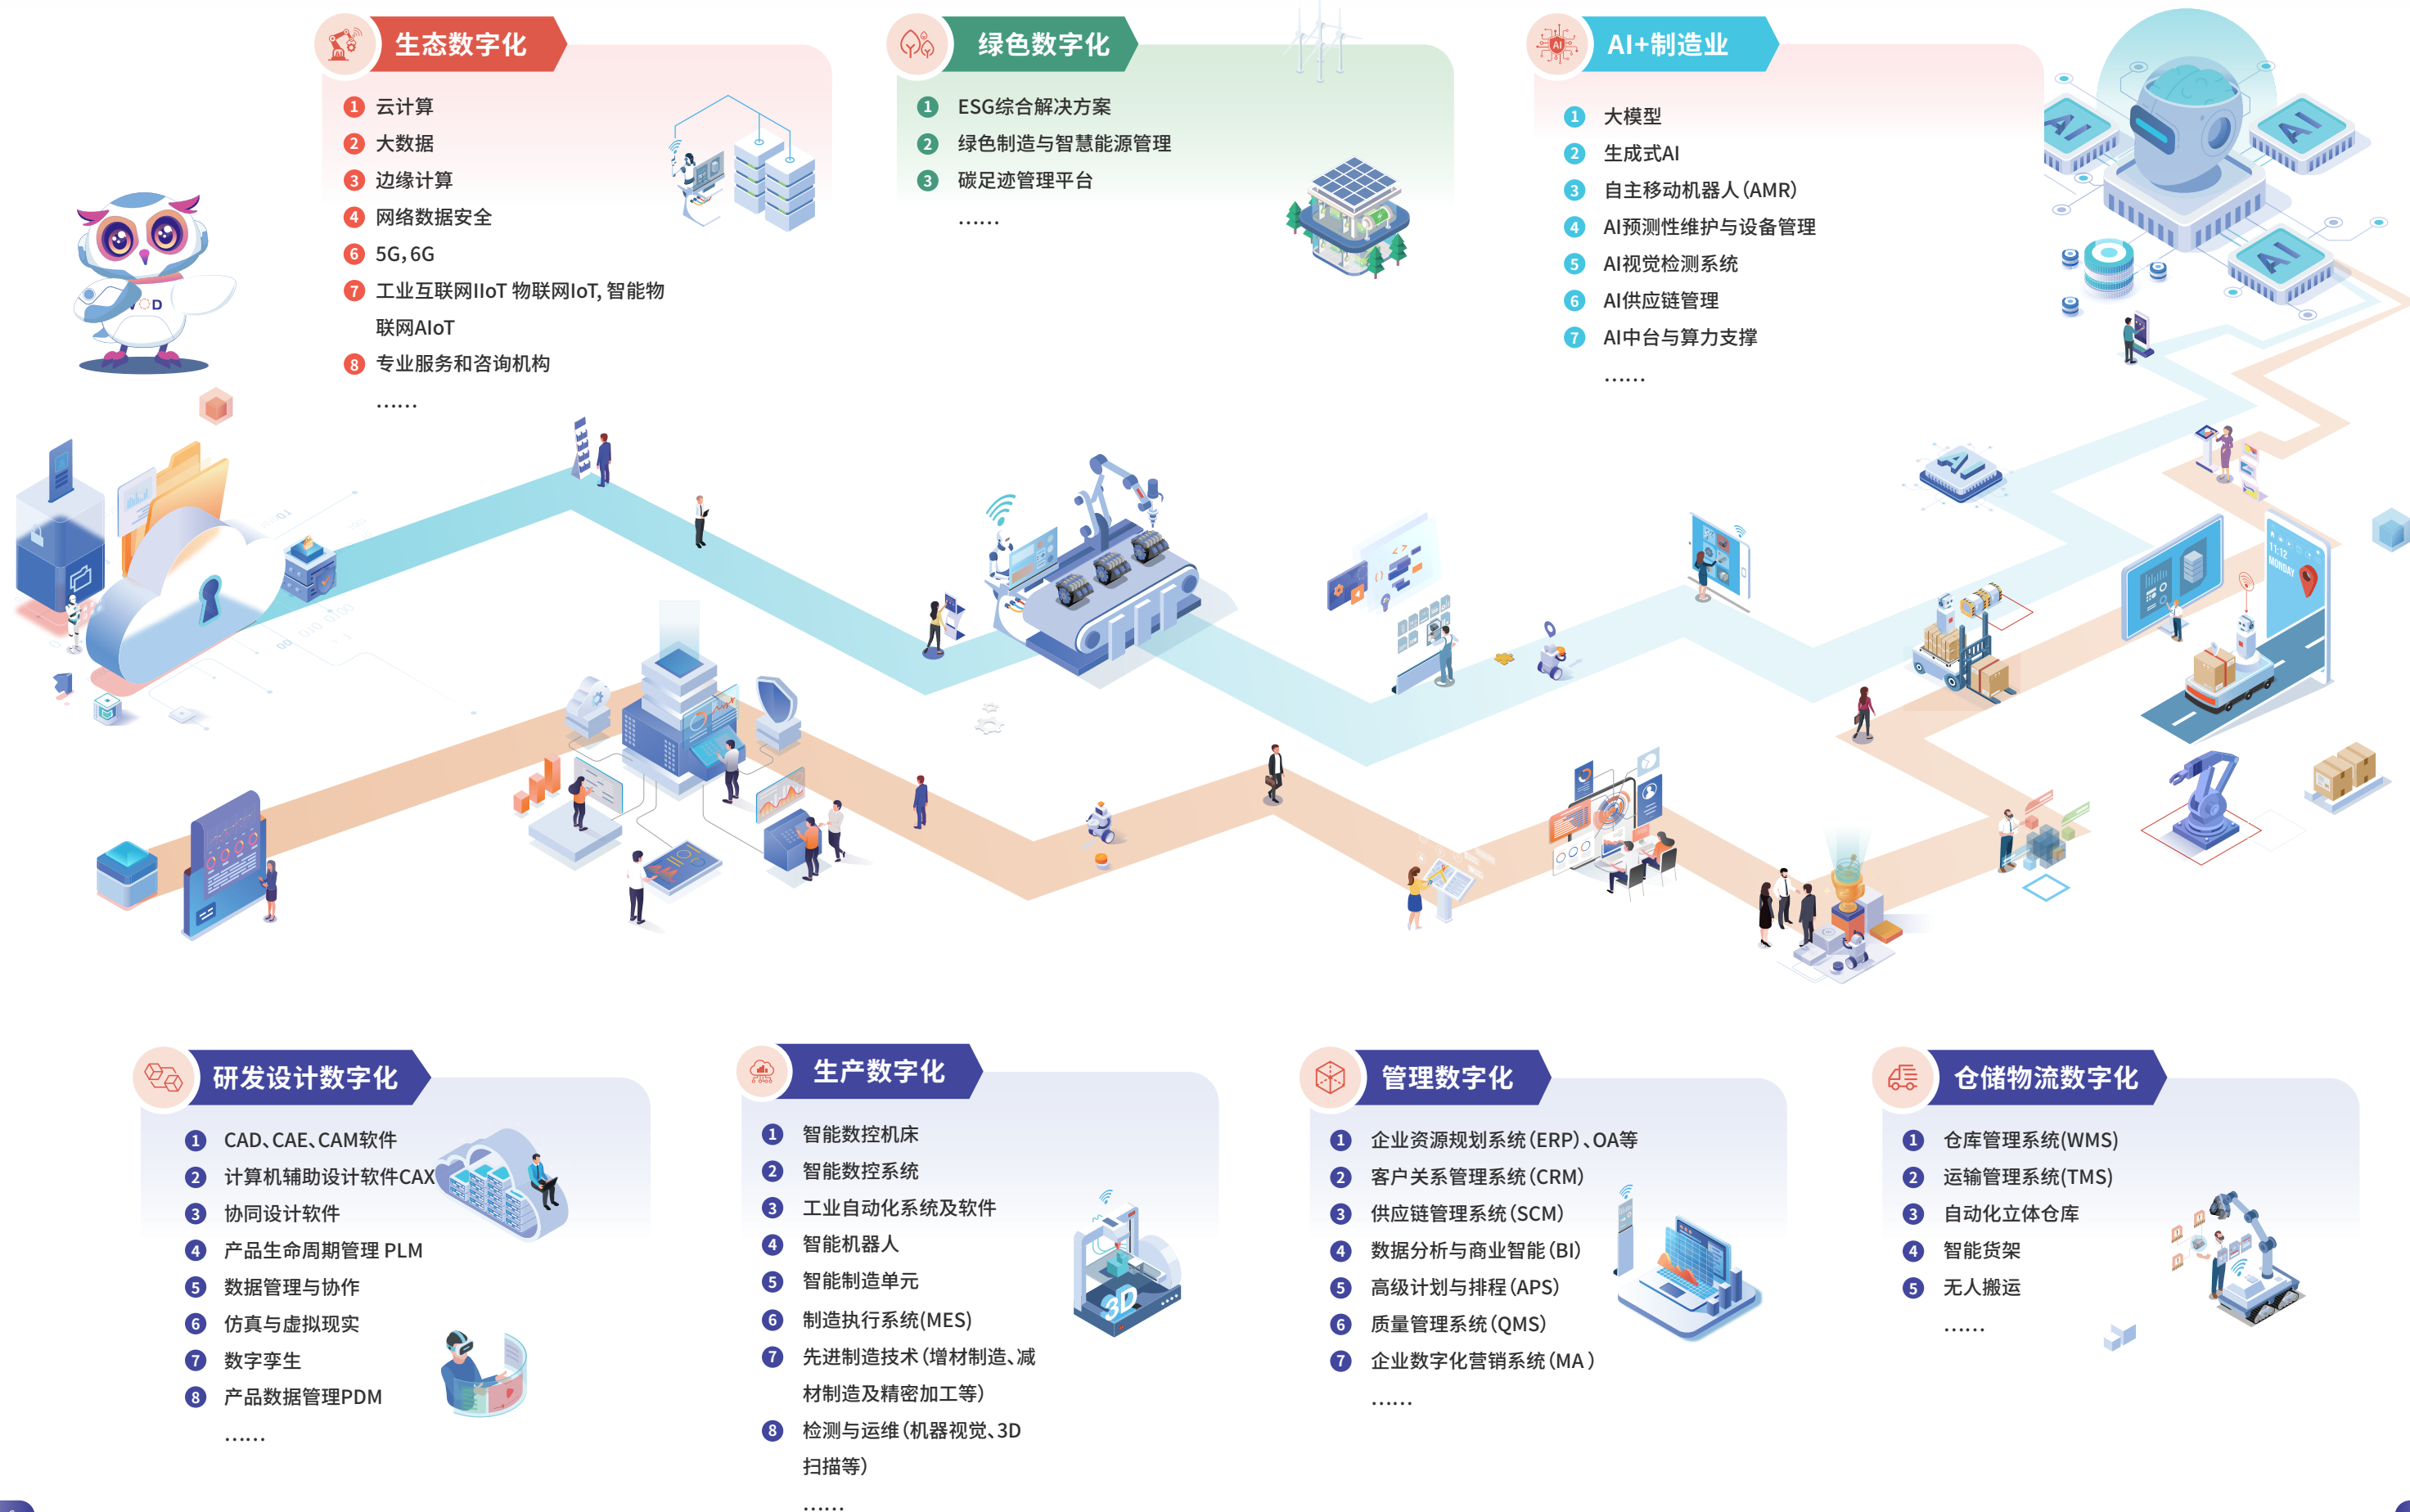 生态数字化
1 云计算
2 大数据
3 边缘计算
4 网络数据安全
6 5G，6G
7 工业互联网IIoT 物联网IoT, 智能物
联网AIoT
8 专业服务和咨询机构
……
绿色数字化
1 ESG综合解决方案
2 绿色制造与智慧能源管理
3 碳足迹管理平台
……
AI+制造业
1 大模型
2 生成式AI
3 自主移动机器人（AMR）
4 AI预测性维护与设备管理
5 AI视觉检测系统
6 AI供应链管理
7 AI中台与算力支撑
……
AI
AI
AI
AI
11:12
MONDAY
研发设计数字化
1 CAD、CAE、CAM软件
2 计算机辅助设计软件CAX
3 协同设计软件
4 产品生命周期管理 PLM
5 数据管理与协作
6 仿真与虚拟现实
7 数字孪生
8 产品数据管理PDM
……
生产数字化
1 智能数控机床
2 智能数控系统
3 工业自动化系统及软件
4 智能机器人
5 智能制造单元
6 制造执行系统(MES)
7 先进制造技术（增材制造、减
材制造及精密加工等）
8 检测与运维（机器视觉、3D
扫描等）
……
3D
管理数字化
1 企业资源规划系统（ERP）、OA等
2 客户关系管理系统（CRM）
3 供应链管理系统（SCM）
4 数据分析与商业智能（BI）
5 高级计划与排程（APS）
6 质量管理系统（QMS）
7 企业数字化营销系统（MA ）
……
仓储物流数字化
1 仓库管理系统(WMS)
2 运输管理系统(TMS)
3 自动化立体仓库
4 智能货架
5 无人搬运
……